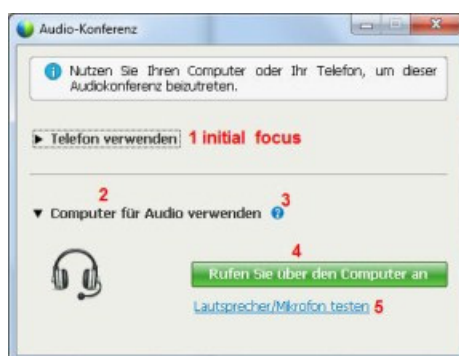 Audio-Konferenz
Nutzen Sie Ihren Computer oder Ihr Telefon, um dieser
Audiokonferenz beizutreten.
Telefon verwenden 1 initial focus
2
3
Computer für Audio verwenden
4
Rufen Sie über den Computer an
Lautsprecher/Mikrofon testen 5